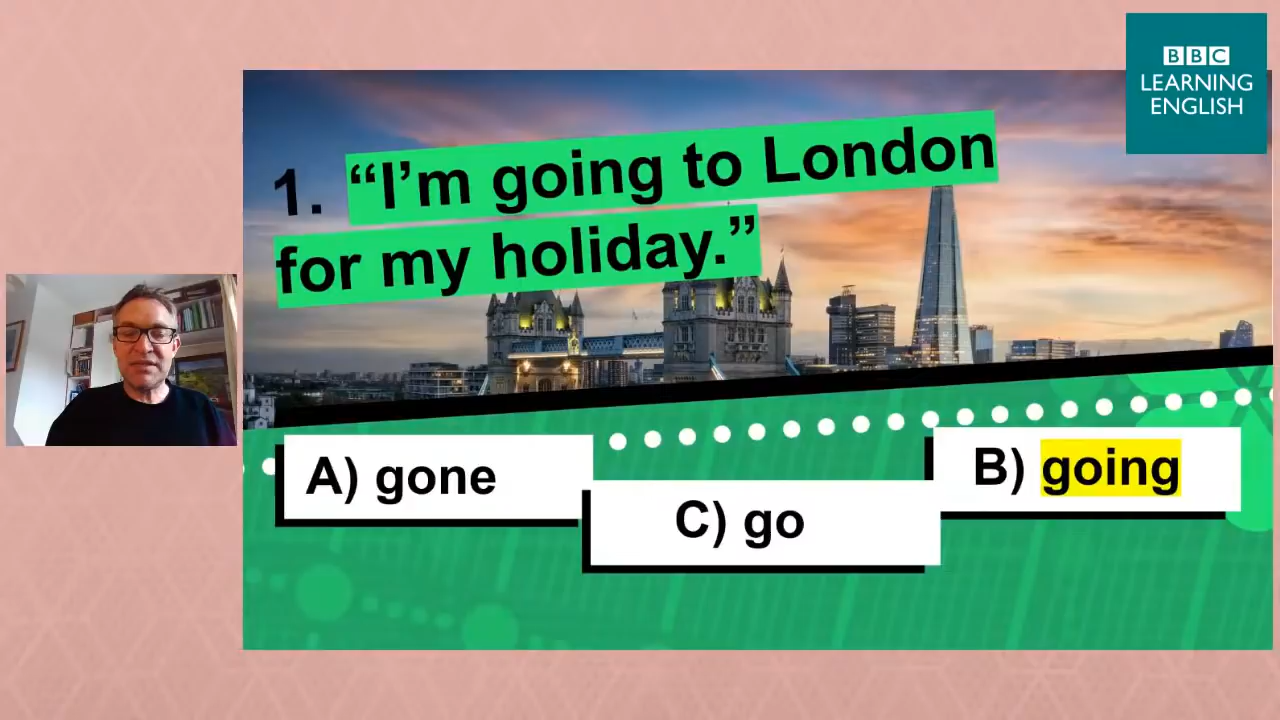 BBC
LEARNING
ENGLISH
1. “I’m going to London
for my holiday.”
A) gone
C) go
B) going